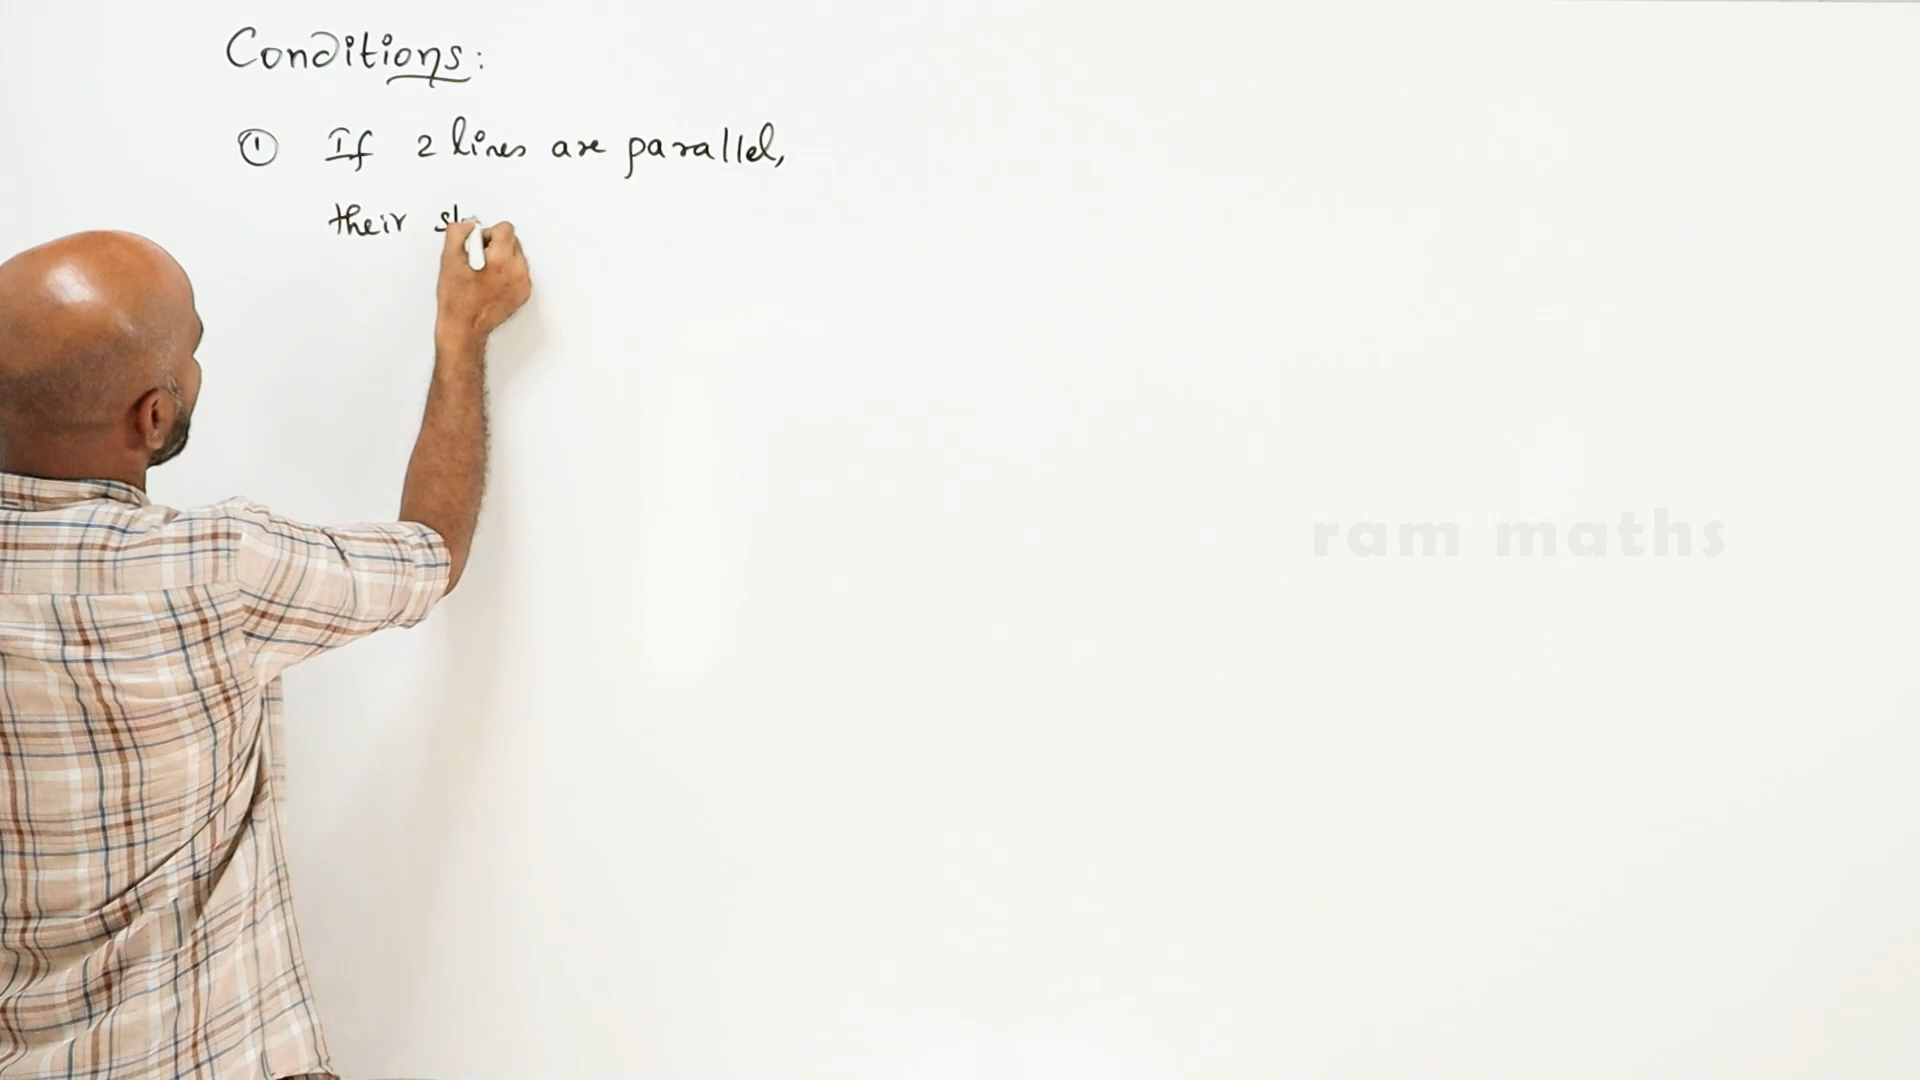 Conditions:
① If 2 lines are parallel,
their
ram maths